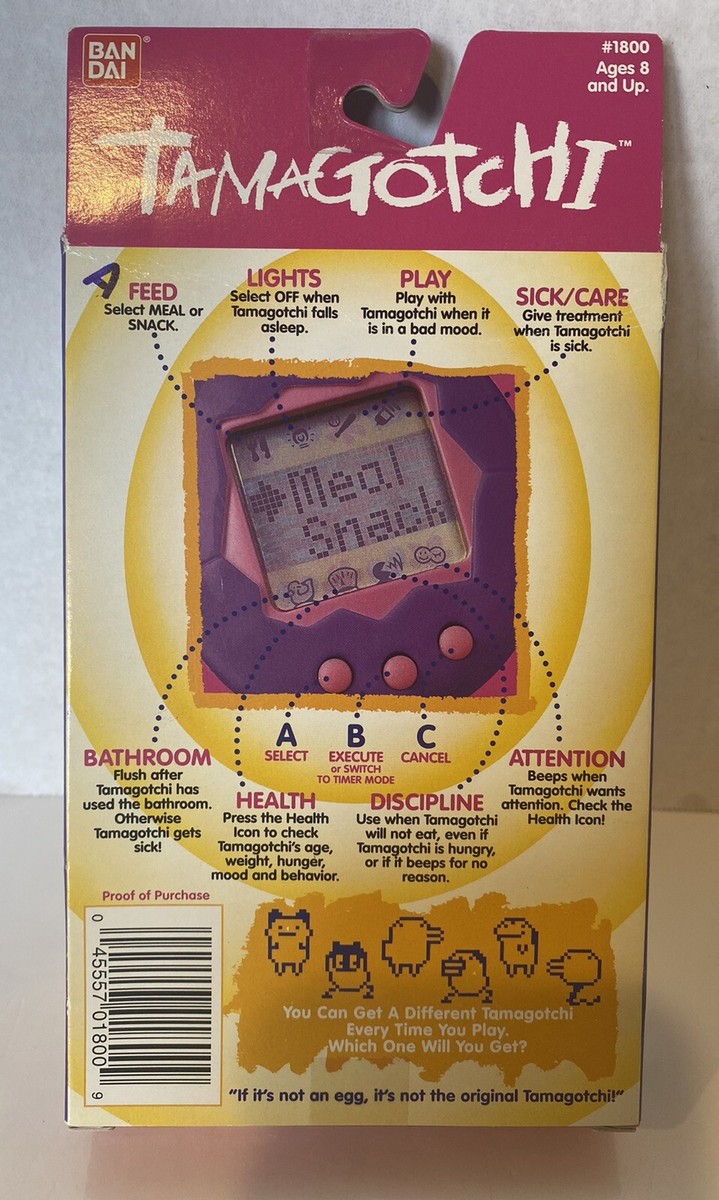 BAN
DAI®
#1800
Ages 8
and Up.
TAMAGOTCHI™
A
FEED
Select MEAL or
SNACK.
LIGHTS
Select OFF when
Tamagotchi falls
asleep.
PLAY
Play with
Tamagotchi when it
is in a bad mood.
SICK/CARE
Give treatment
when Tamagotchi
is sick.
Meal
Snack
A
SELECT
B
EXECUTE
or SWITCH
TO TIMER MODE
C
CANCEL
BATHROOM
Flush after
Tamagotchi has
used the bathroom.
Otherwise
Tamagotchi gets
sick!
HEALTH
Press the Health
Icon to check
Tamagotchi's age,
weight, hunger,
mood and behavior.
DISCIPLINE
Use when Tamagotchi
will not eat, even if
Tamagotchi is hungry,
or if it beeps for no
reason.
ATTENTION
Beeps when
Tamagotchi wants
attention. Check the
Health Icon!
Proof of Purchase
0 45557 01800 9
You Can Get A Different Tamagotchi
Every Time You Play.
Which One Will You Get?
"If it's not an egg, it's not the original Tamagotchi!"